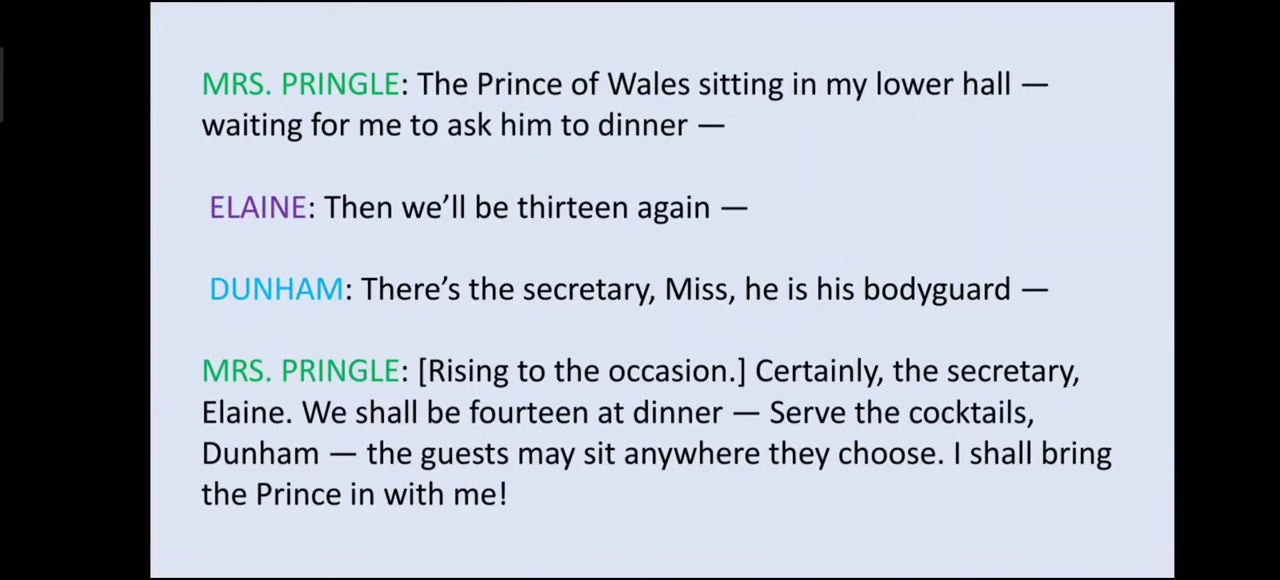 MRS. PRINGLE: The Prince of Wales sitting in my lower hall —
waiting for me to ask him to dinner —
ELAINE: Then we’ll be thirteen again —
DUNHAM: There’s the secretary, Miss, he is his bodyguard —
MRS. PRINGLE: [Rising to the occasion.] Certainly, the secretary,
Elaine. We shall be fourteen at dinner — Serve the cocktails,
Dunham — the guests may sit anywhere they choose. I shall bring
the Prince in with me!